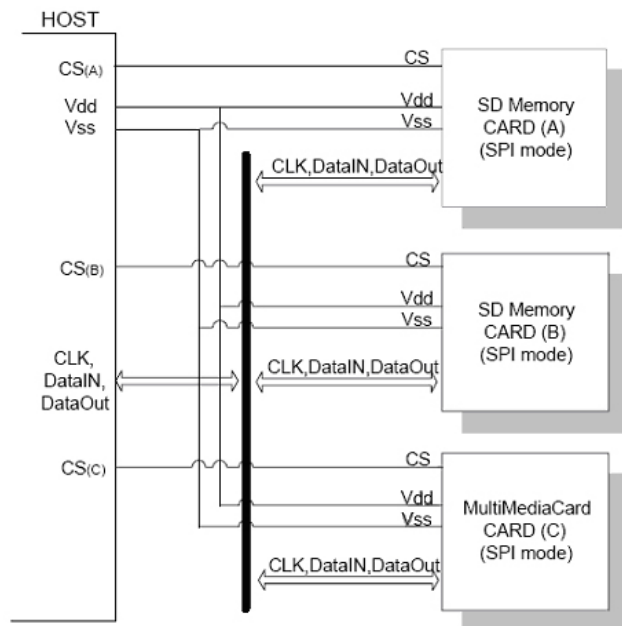 HOST
CS(A)
Vdd
Vss
CS
Vdd
Vss
CLK,DataIN,DataOut
SD Memory
CARD (A)
(SPI mode)
CS(B)
CS
Vdd
Vss
CLK,DataIN,DataOut
SD Memory
CARD (B)
(SPI mode)
CLK,
DataIN,
DataOut
CS(C)
CS
Vdd
Vss
CLK,DataIN,DataOut
MultiMediaCard
CARD (C)
(SPI mode)